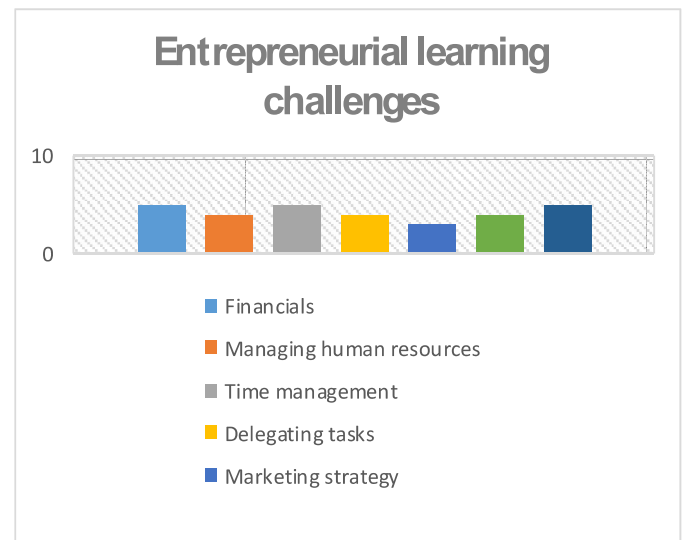 Entrepreneurial learning
challenges
10
0
Financials
Managing human resources
Time management
Delegating tasks
Marketing strategy